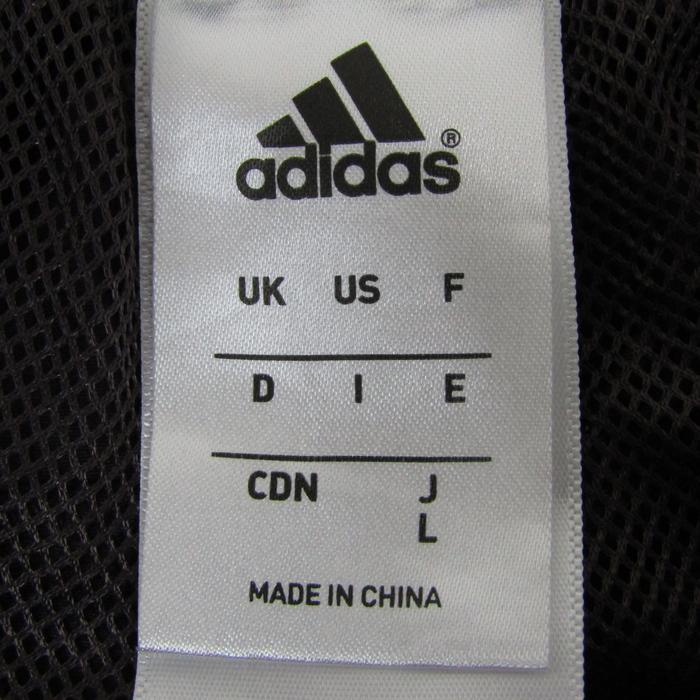 adidas®
UK US F
D I E
CDN J
L
MADE IN CHINA